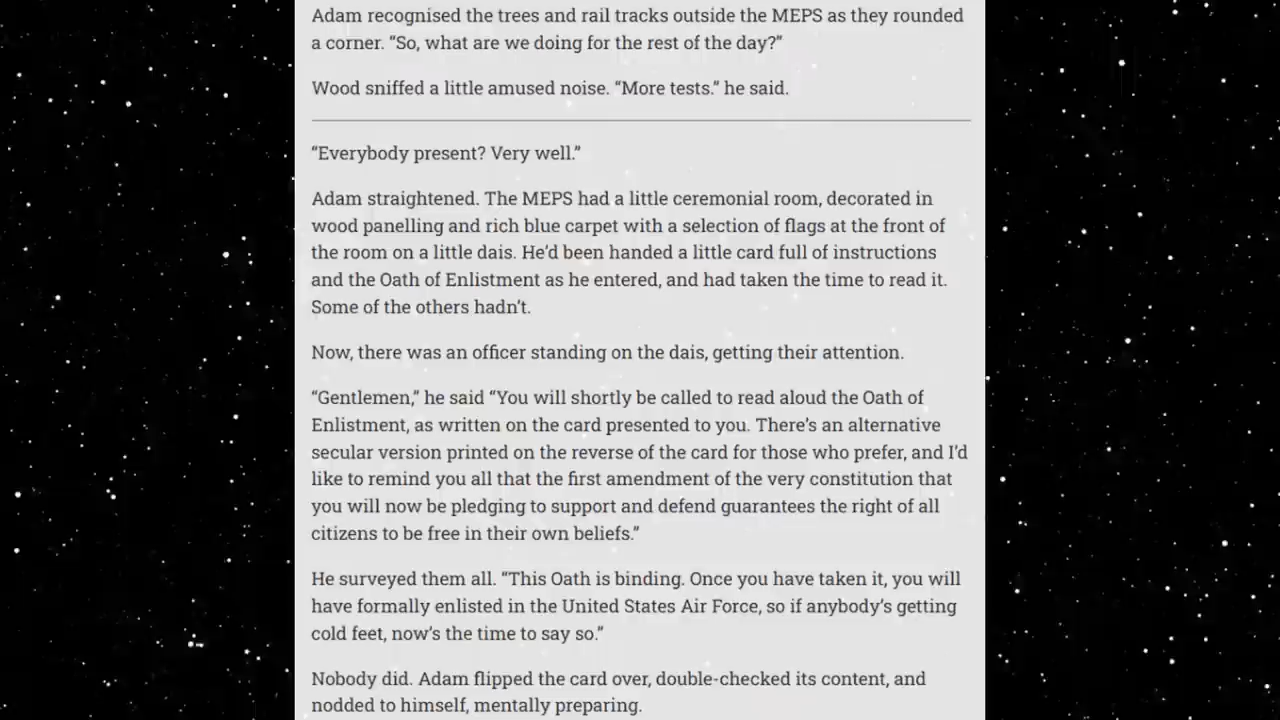 Adam recognised the trees and rail tracks outside the MEPS as they rounded
a corner. “So, what are we doing for the rest of the day?”
Wood sniffed a little amused noise. “More tests.” he said.
“Everybody present? Very well.”
Adam straightened. The MEPS had a little ceremonial room, decorated in
wood panelling and rich blue carpet with a selection of flags at the front of
the room on a little dais. He’d been handed a little card full of instructions
and the Oath of Enlistment as he entered, and had taken the time to read it.
Some of the others hadn’t.
Now, there was an officer standing on the dais, getting their attention.
“Gentlemen,” he said “You will shortly be called to read aloud the Oath of
Enlistment, as written on the card presented to you. There’s an alternative
secular version printed on the reverse of the card for those who prefer, and I’d
like to remind you all that the first amendment of the very constitution that
you will now be pledging to support and defend guarantees the right of all
citizens to be free in their own beliefs.”
He surveyed them all. “This Oath is binding. Once you have taken it, you will
have formally enlisted in the United States Air Force, so if anybody’s getting
cold feet, now’s the time to say so.”
Nobody did. Adam flipped the card over, double-checked its content, and
nodded to himself, mentally preparing.